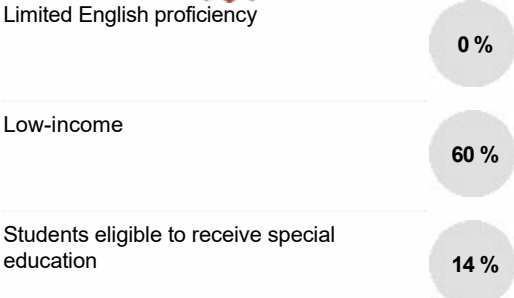 Limited English proficiency
0 %
Low-income
60 %
Students eligible to receive special
education
14 %